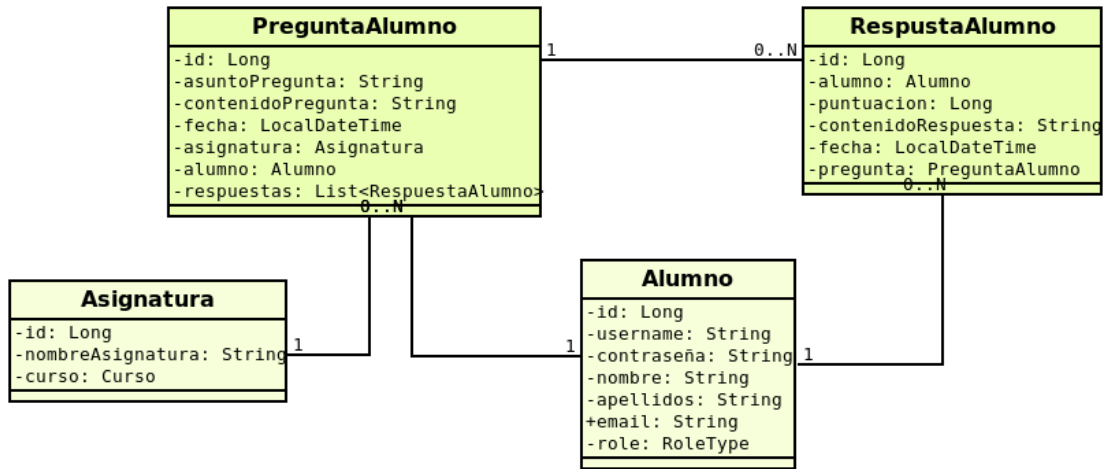 PreguntaAlumno
-id: Long
-asuntoPregunta: String
-contenidoPregunta: String
-fecha: LocalDateTime
-asignatura: Asignatura
-alumno: Alumno
-respuestas: List<RespuestaAlumno>
0..N
1
0..N
RespustaAlumno
-id: Long
-alumno: Alumno
-puntuacion: Long
-contenidoRespuesta: String
-fecha: LocalDateTime
-pregunta: PreguntaAlumno
0..N
Asignatura
-id: Long
-nombreAsignatura: String
-curso: Curso
1
1
Alumno
-id: Long
-username: String
-contraseña: String
-nombre: String
-apellidos: String
+email: String
-role: RoleType
1